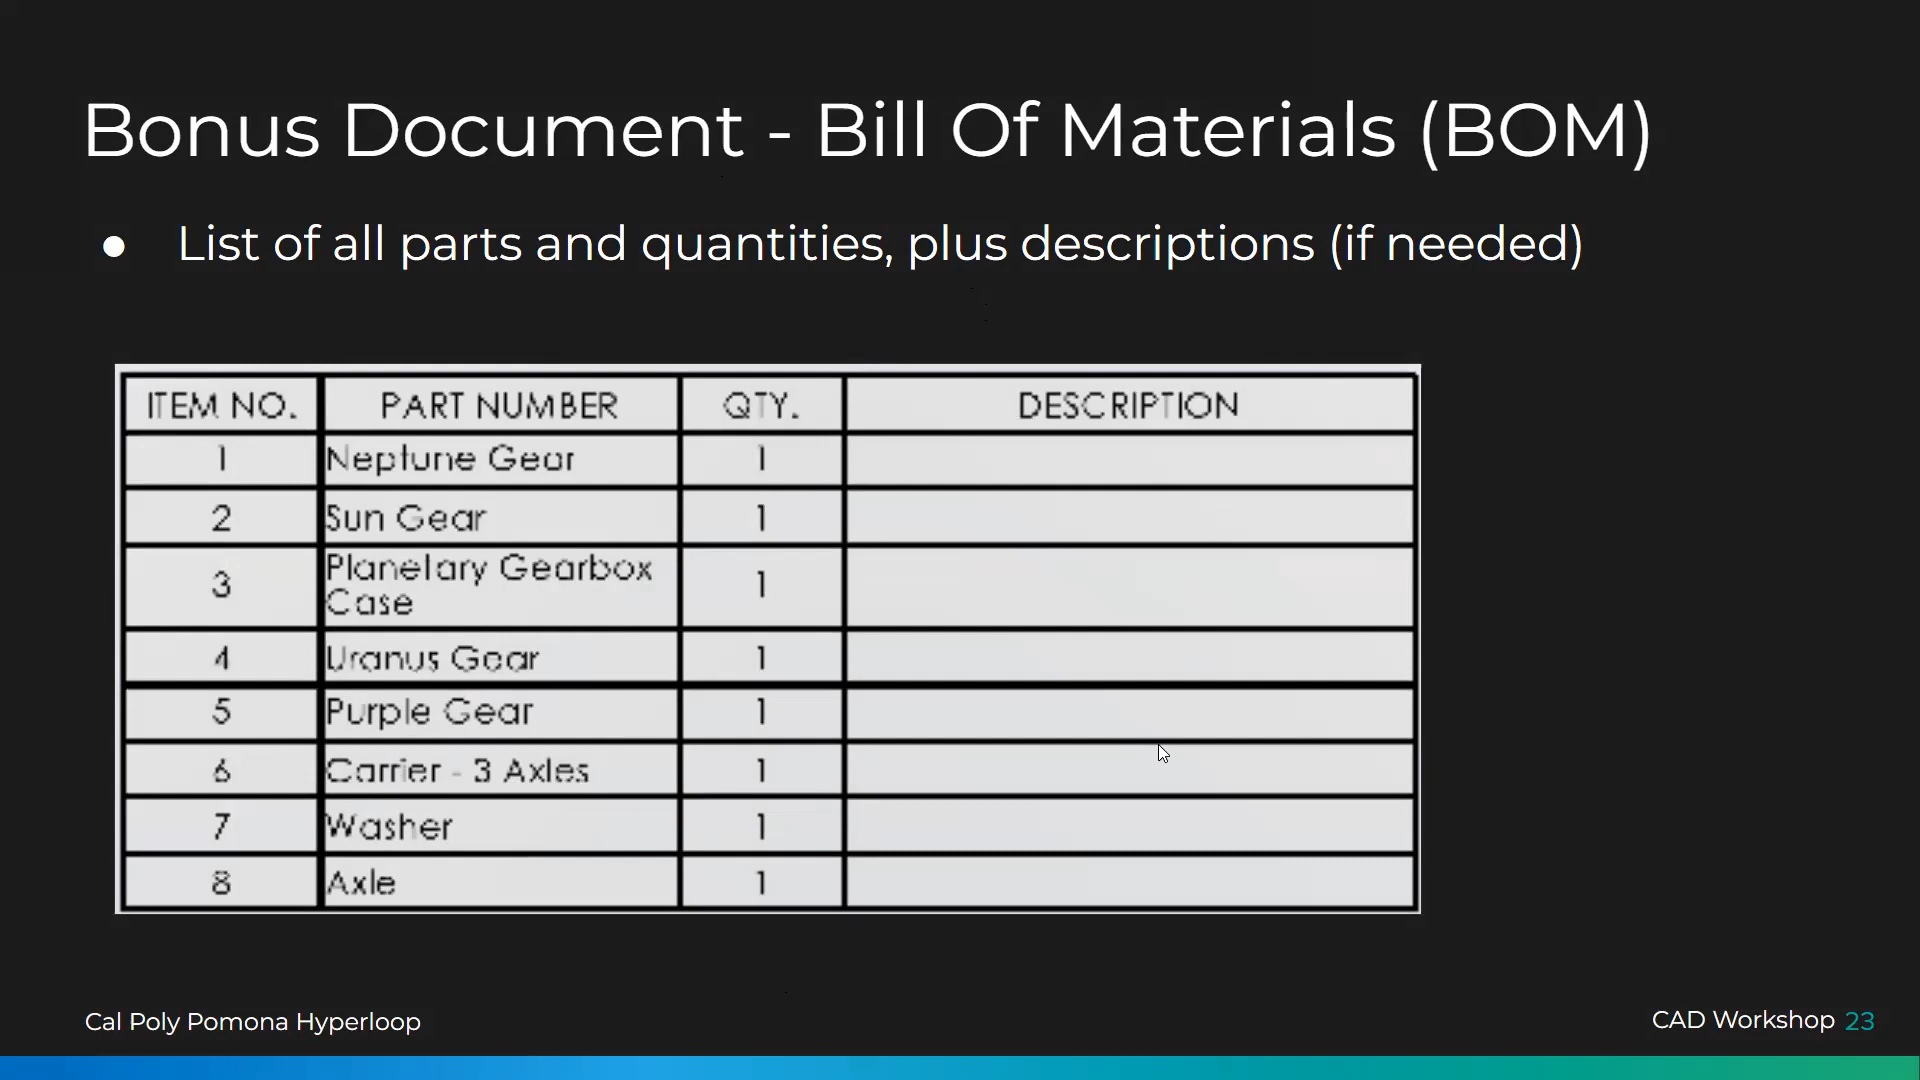 Bonus Document - Bill Of Materials (BOM)
● List of all parts and quantities, plus descriptions (if needed)
ITEM NO. PART NUMBER QTY. DESCRIPTION
1 Neptune Gear 1
2 Sun Gear 1
3 Planetary Gearbox 1
Case
4 Uranus Gear 1
5 Purple Gear 1
6 Carrier - 3 Axles 1
7 Washer 1
8 Axle 1
Cal Poly Pomona Hyperloop
CAD Workshop 23